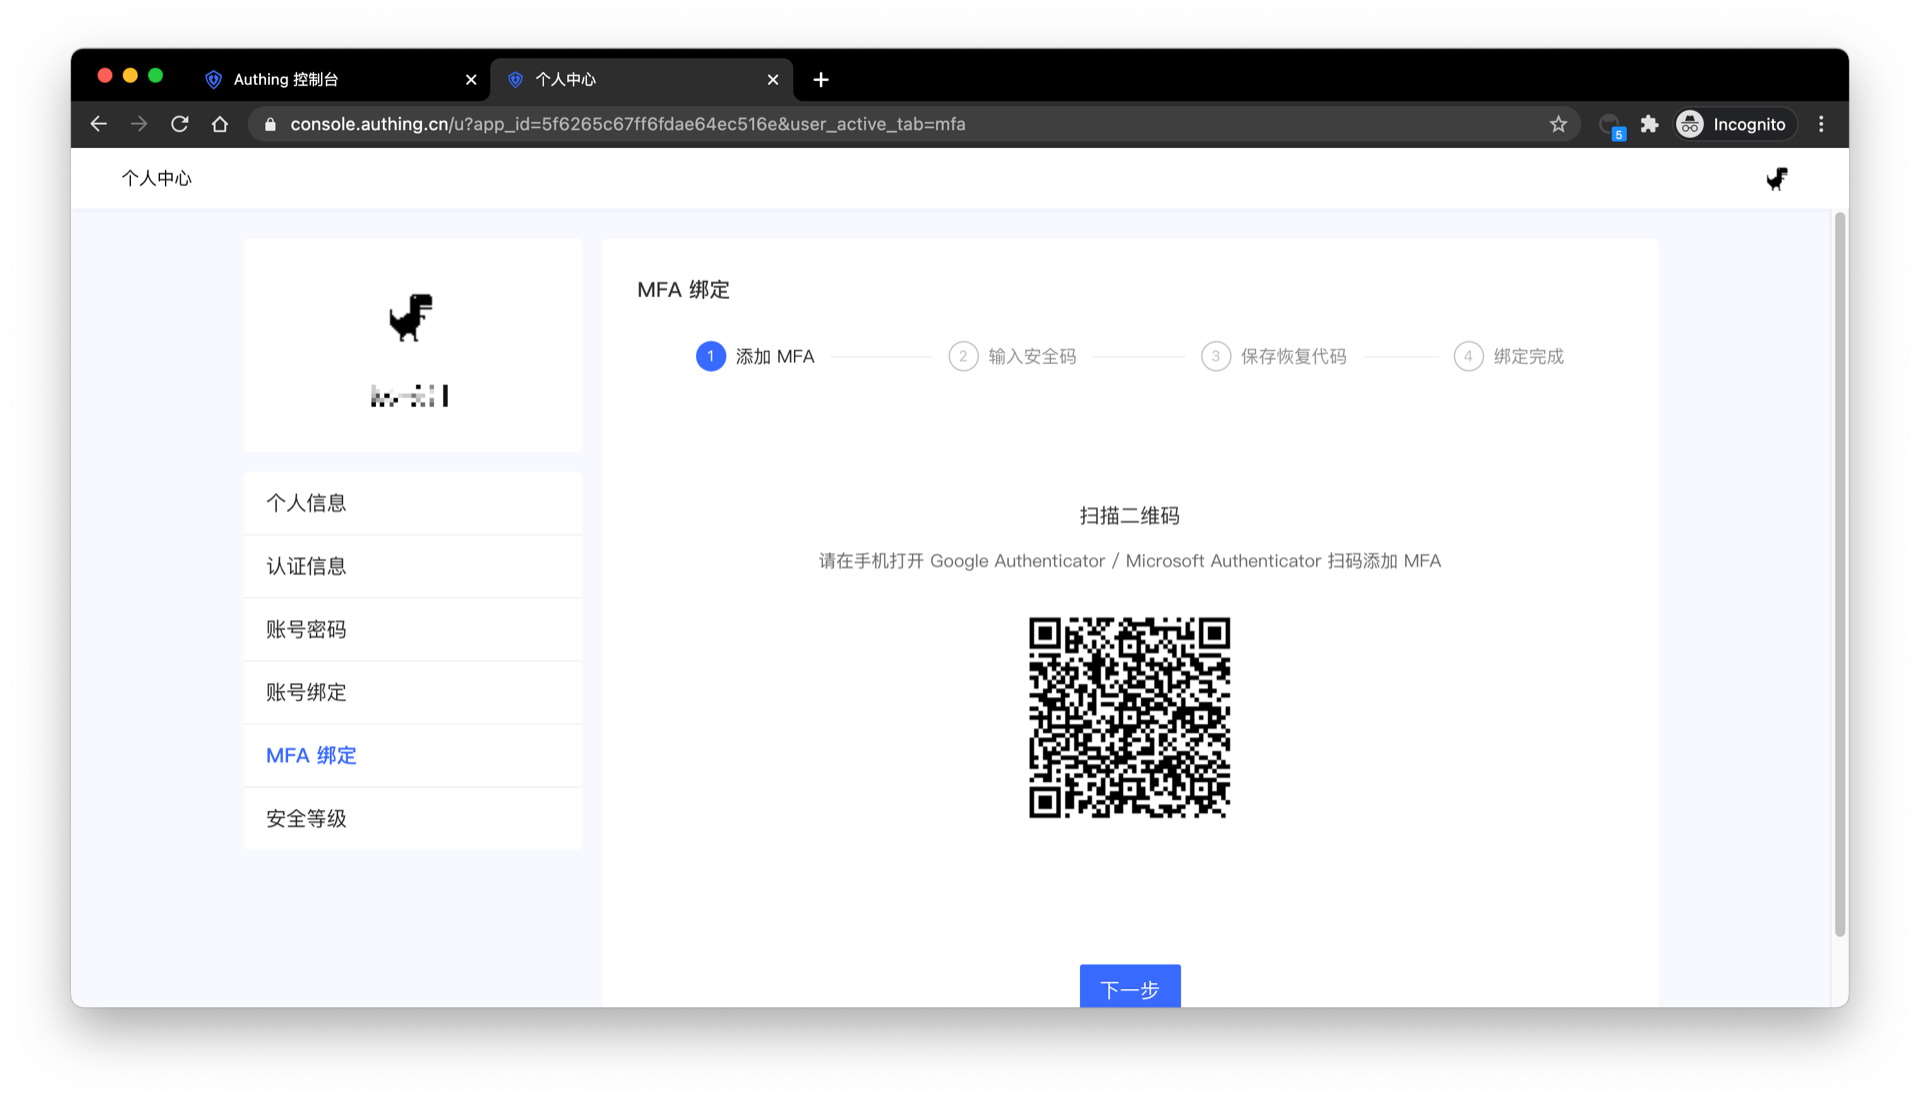 Authing 控制台
个人中心
console.authing.cn/u?app_id=5f6265c67ff6fdae64ec516e&user_active_tab=mfa
5
Incognito
个人中心
个人信息
认证信息
账号密码
账号绑定
MFA 绑定
安全等级
MFA 绑定
1 添加 MFA
2 输入安全码
3 保存恢复代码
4 绑定完成
扫描二维码
请在手机打开 Google Authenticator / Microsoft Authenticator 扫码添加 MFA
下一步